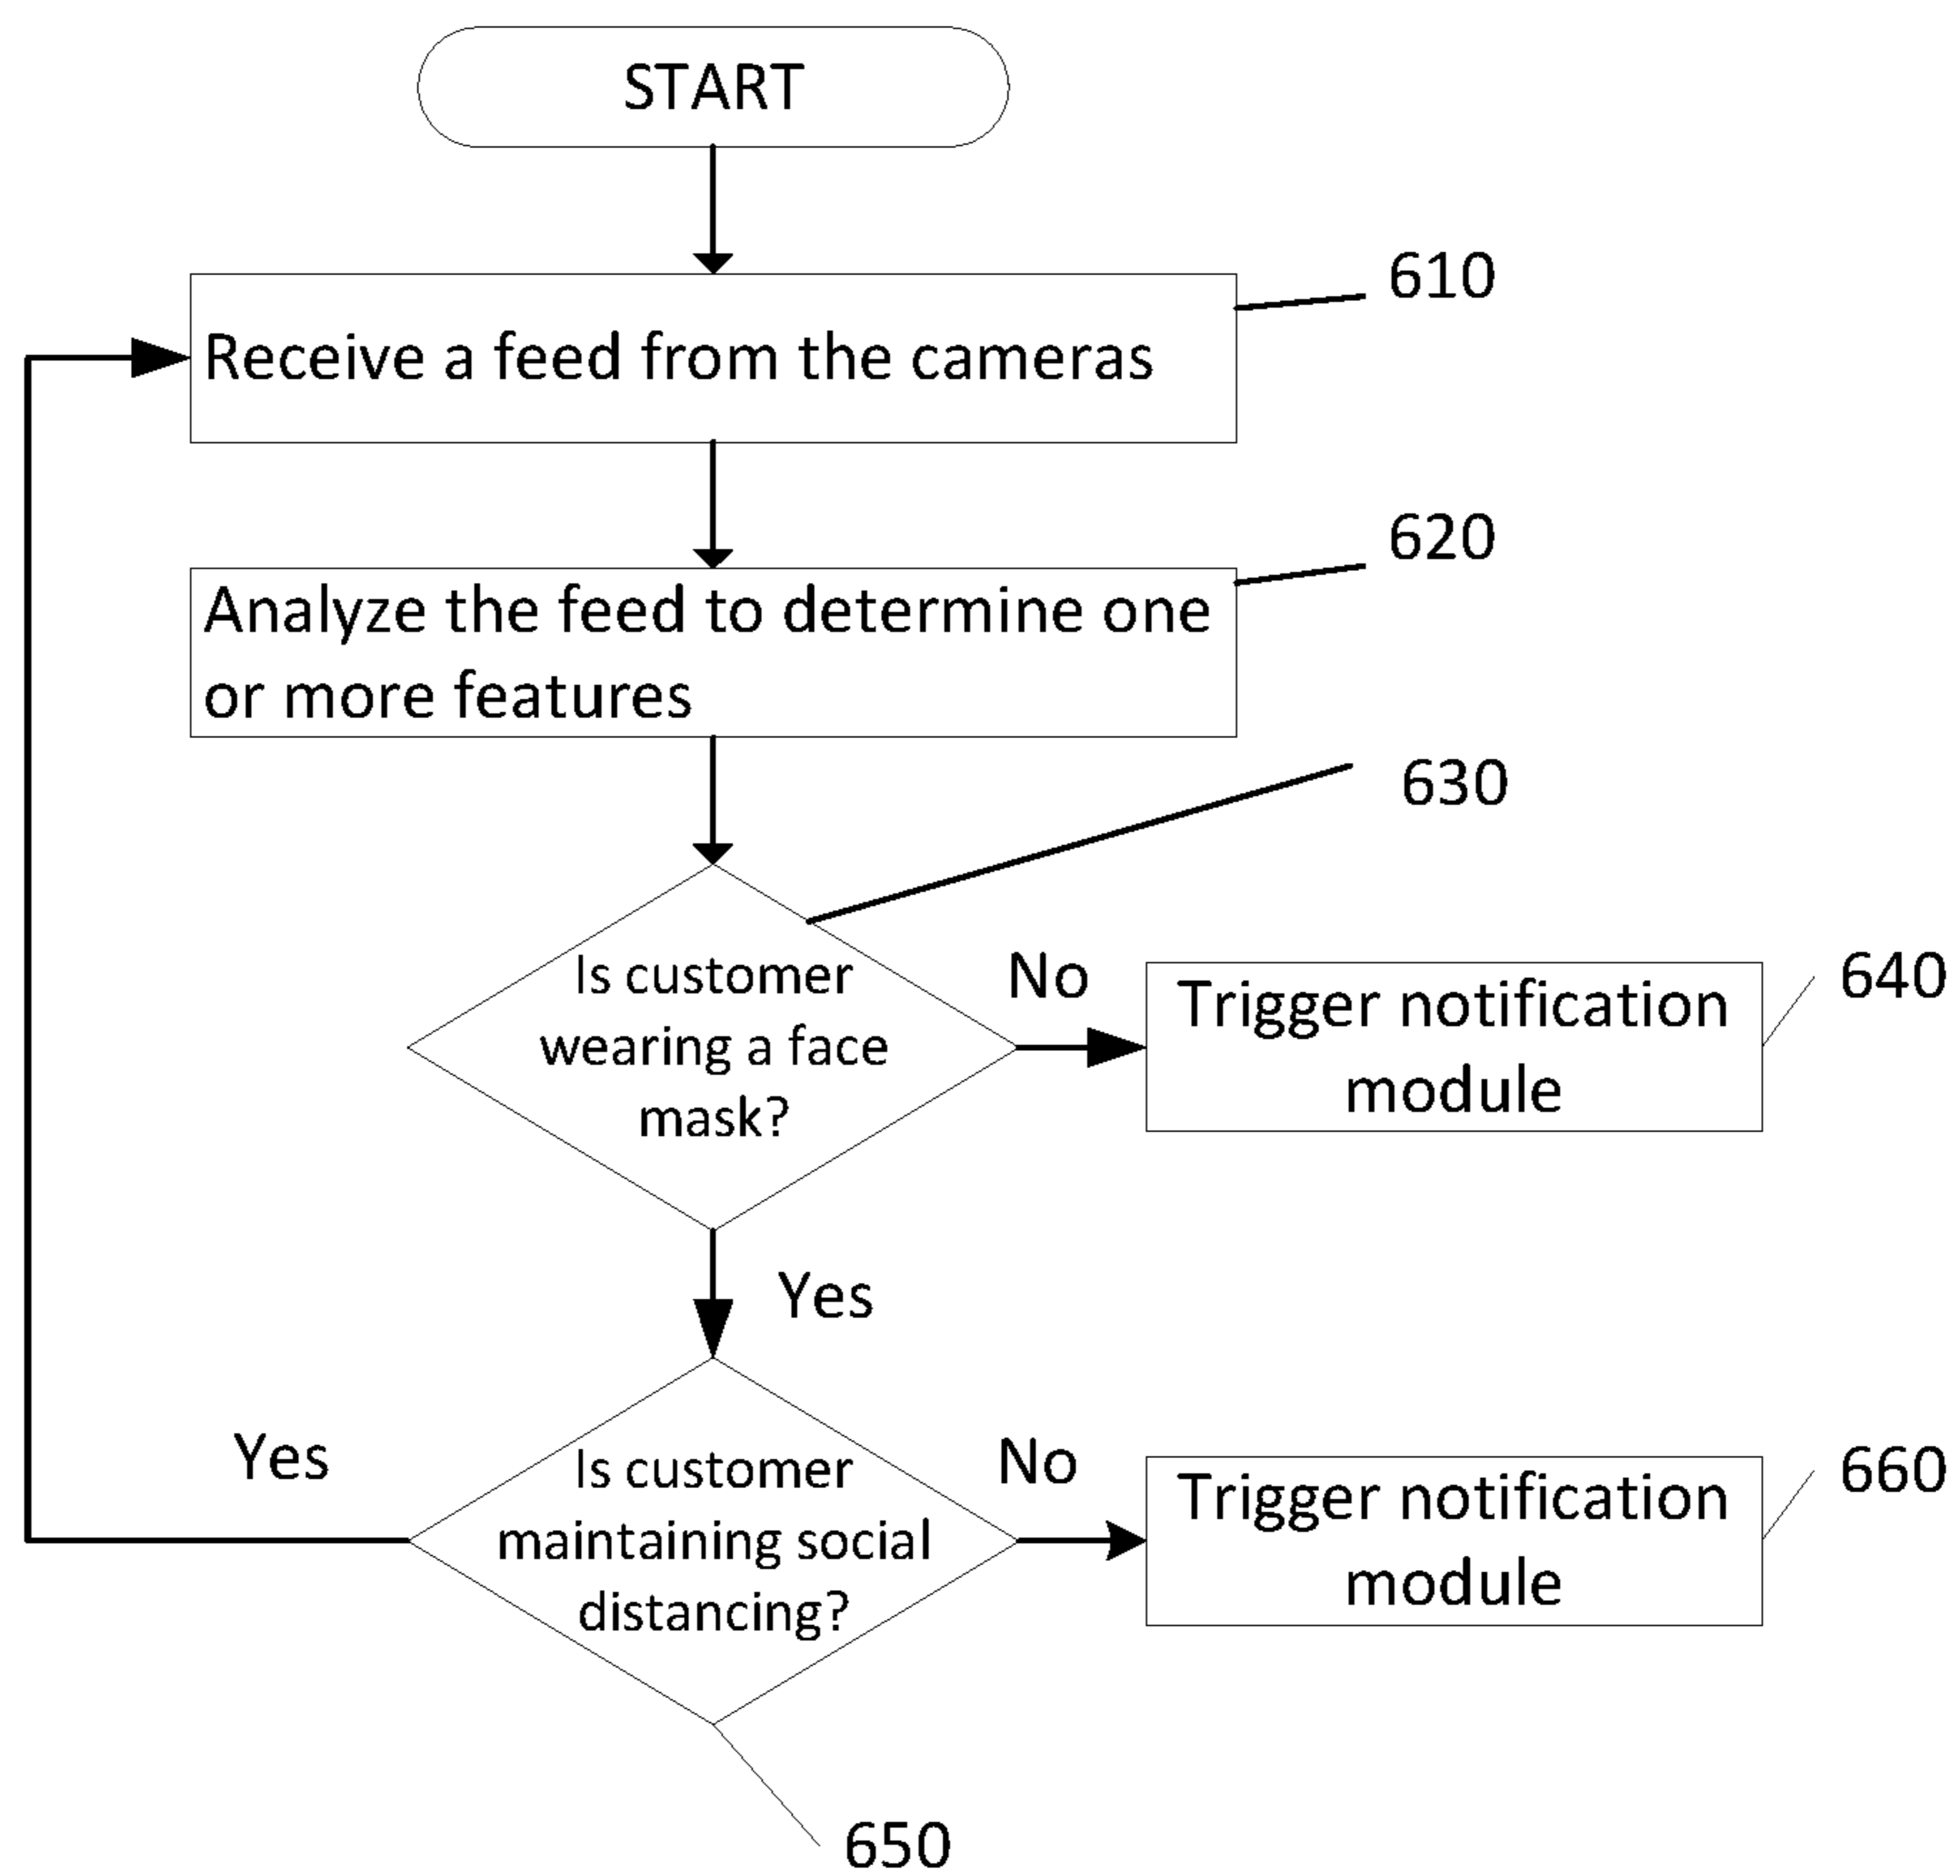 START
610
Receive a feed from the cameras
620
Analyze the feed to determine one
or more features
630
Is customer
wearing a face
mask?
No
Trigger notification
module
640
Yes
Is customer
maintaining social
distancing?
Yes
No
Trigger notification
module
660
650